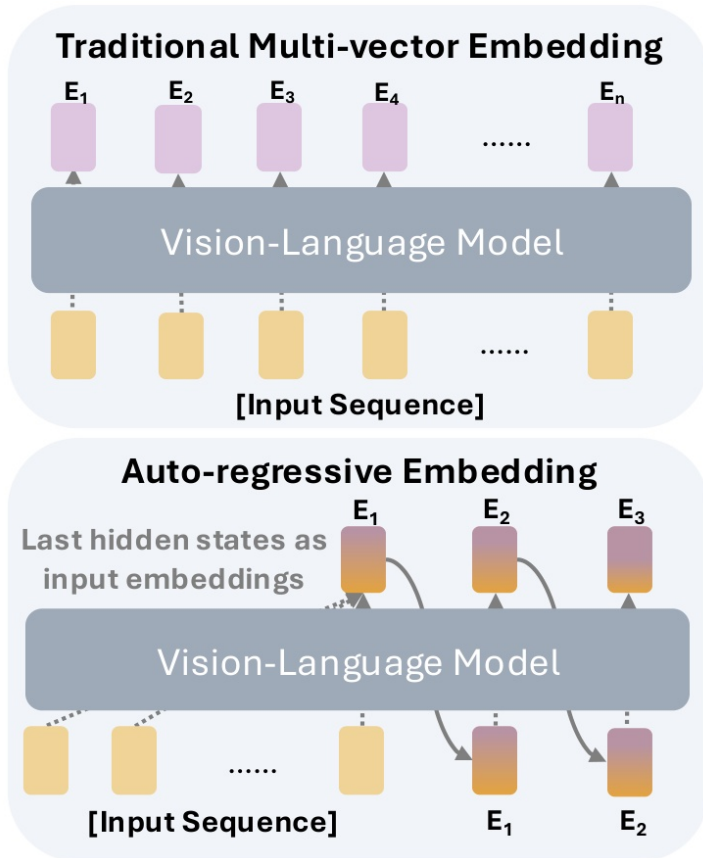 Traditional Multi-vector Embedding
E₁ E₂ E₃ E₄ ...... Eₙ
Vision-Language Model
......
[Input Sequence]
Auto-regressive Embedding
E₁ E₂ E₃
Last hidden states as
input embeddings
Vision-Language Model
......
[Input Sequence] E₁ E₂